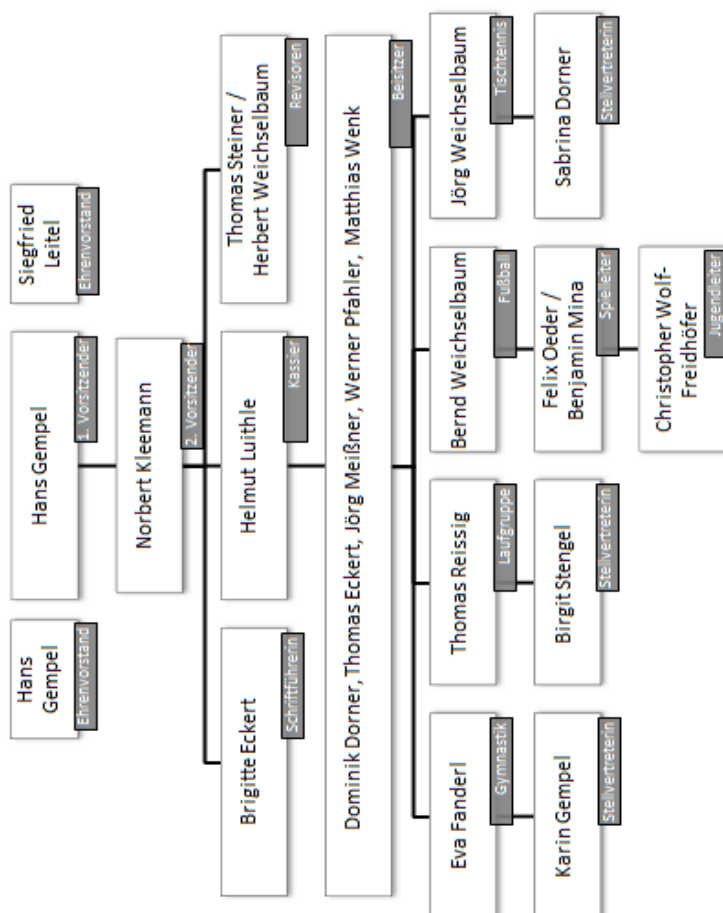 Hans
Gempel
Ehrenvorstand
Hans Gempel
1. Vorsitzender
Siegfried
Leitel
Ehrenvorstand
Norbert Kleemann
2. Vorsitzender
Brigitte Eckert
Schriftführerin
Helmut Luithle
Kassier
Thomas Steiner /
Herbert Weichselbaum
Revisoren
Dominik Dorner, Thomas Eckert, Jörg Meißner, Werner Pfahler, Matthias Wenk
Beisitzer
Eva Fanderl
Gymnastik
Thomas Reissig
Laufgruppe
Bernd Weichselbaum
Fußball
Jörg Weichselbaum
Tischtennis
Karin Gempel
Stellvertreterin
Birgit Stengel
Stellvertreterin
Felix Oeder /
Benjamin Mina
Spielleiter
Sabrina Dorner
Stellvertreterin
Christopher Wolf-
Freidhöfer
Jugendleiter